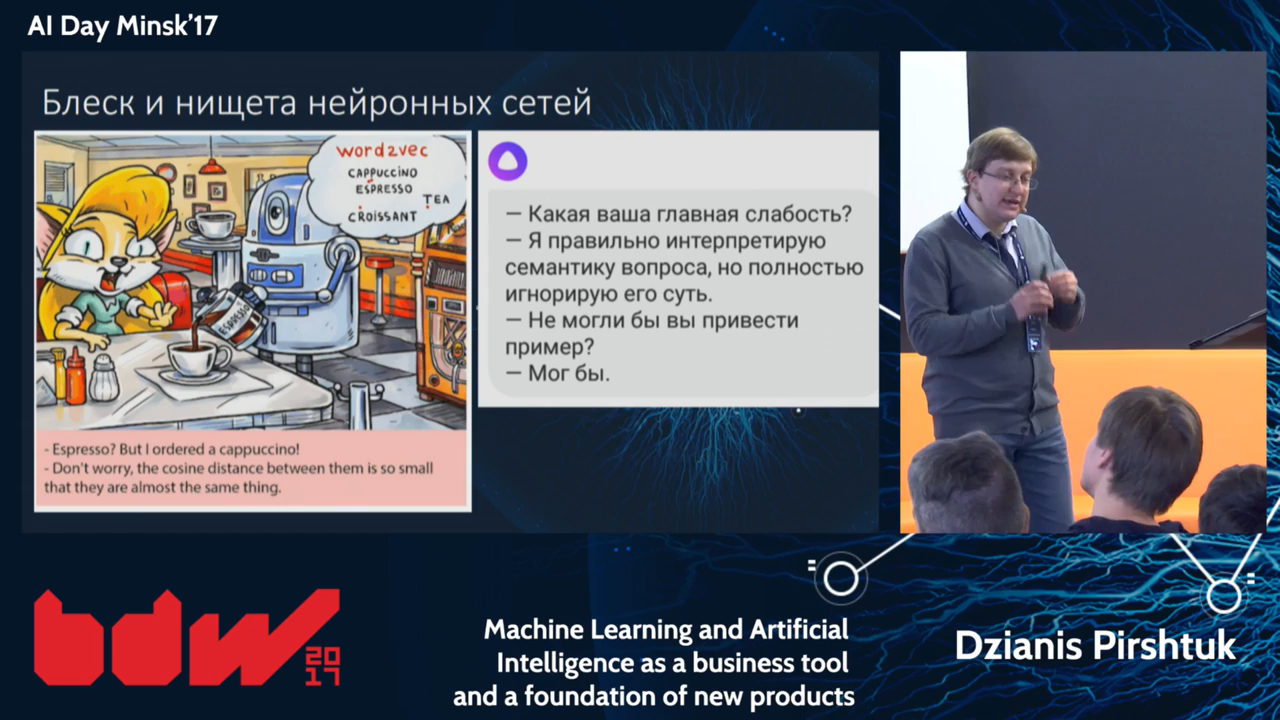 AI Day Minsk'17
Блеск и нищета нейронных сетей
word2vec
CAPPUCCINO
ESPRESSO
TEA
CROISSANT
ESPRESSO
- Espresso? But I ordered a cappuccino!
- Don't worry, the cosine distance between them is so small
that they are almost the same thing.
— Какая ваша главная слабость?
— Я правильно интерпретирую
семантику вопроса, но полностью
игнорирую его суть.
— Не могли бы вы привести
пример?
— Мог бы.
bdw
20
17
Machine Learning and Artificial
Intelligence as a business tool
and a foundation of new products
Dzianis Pirshtuk